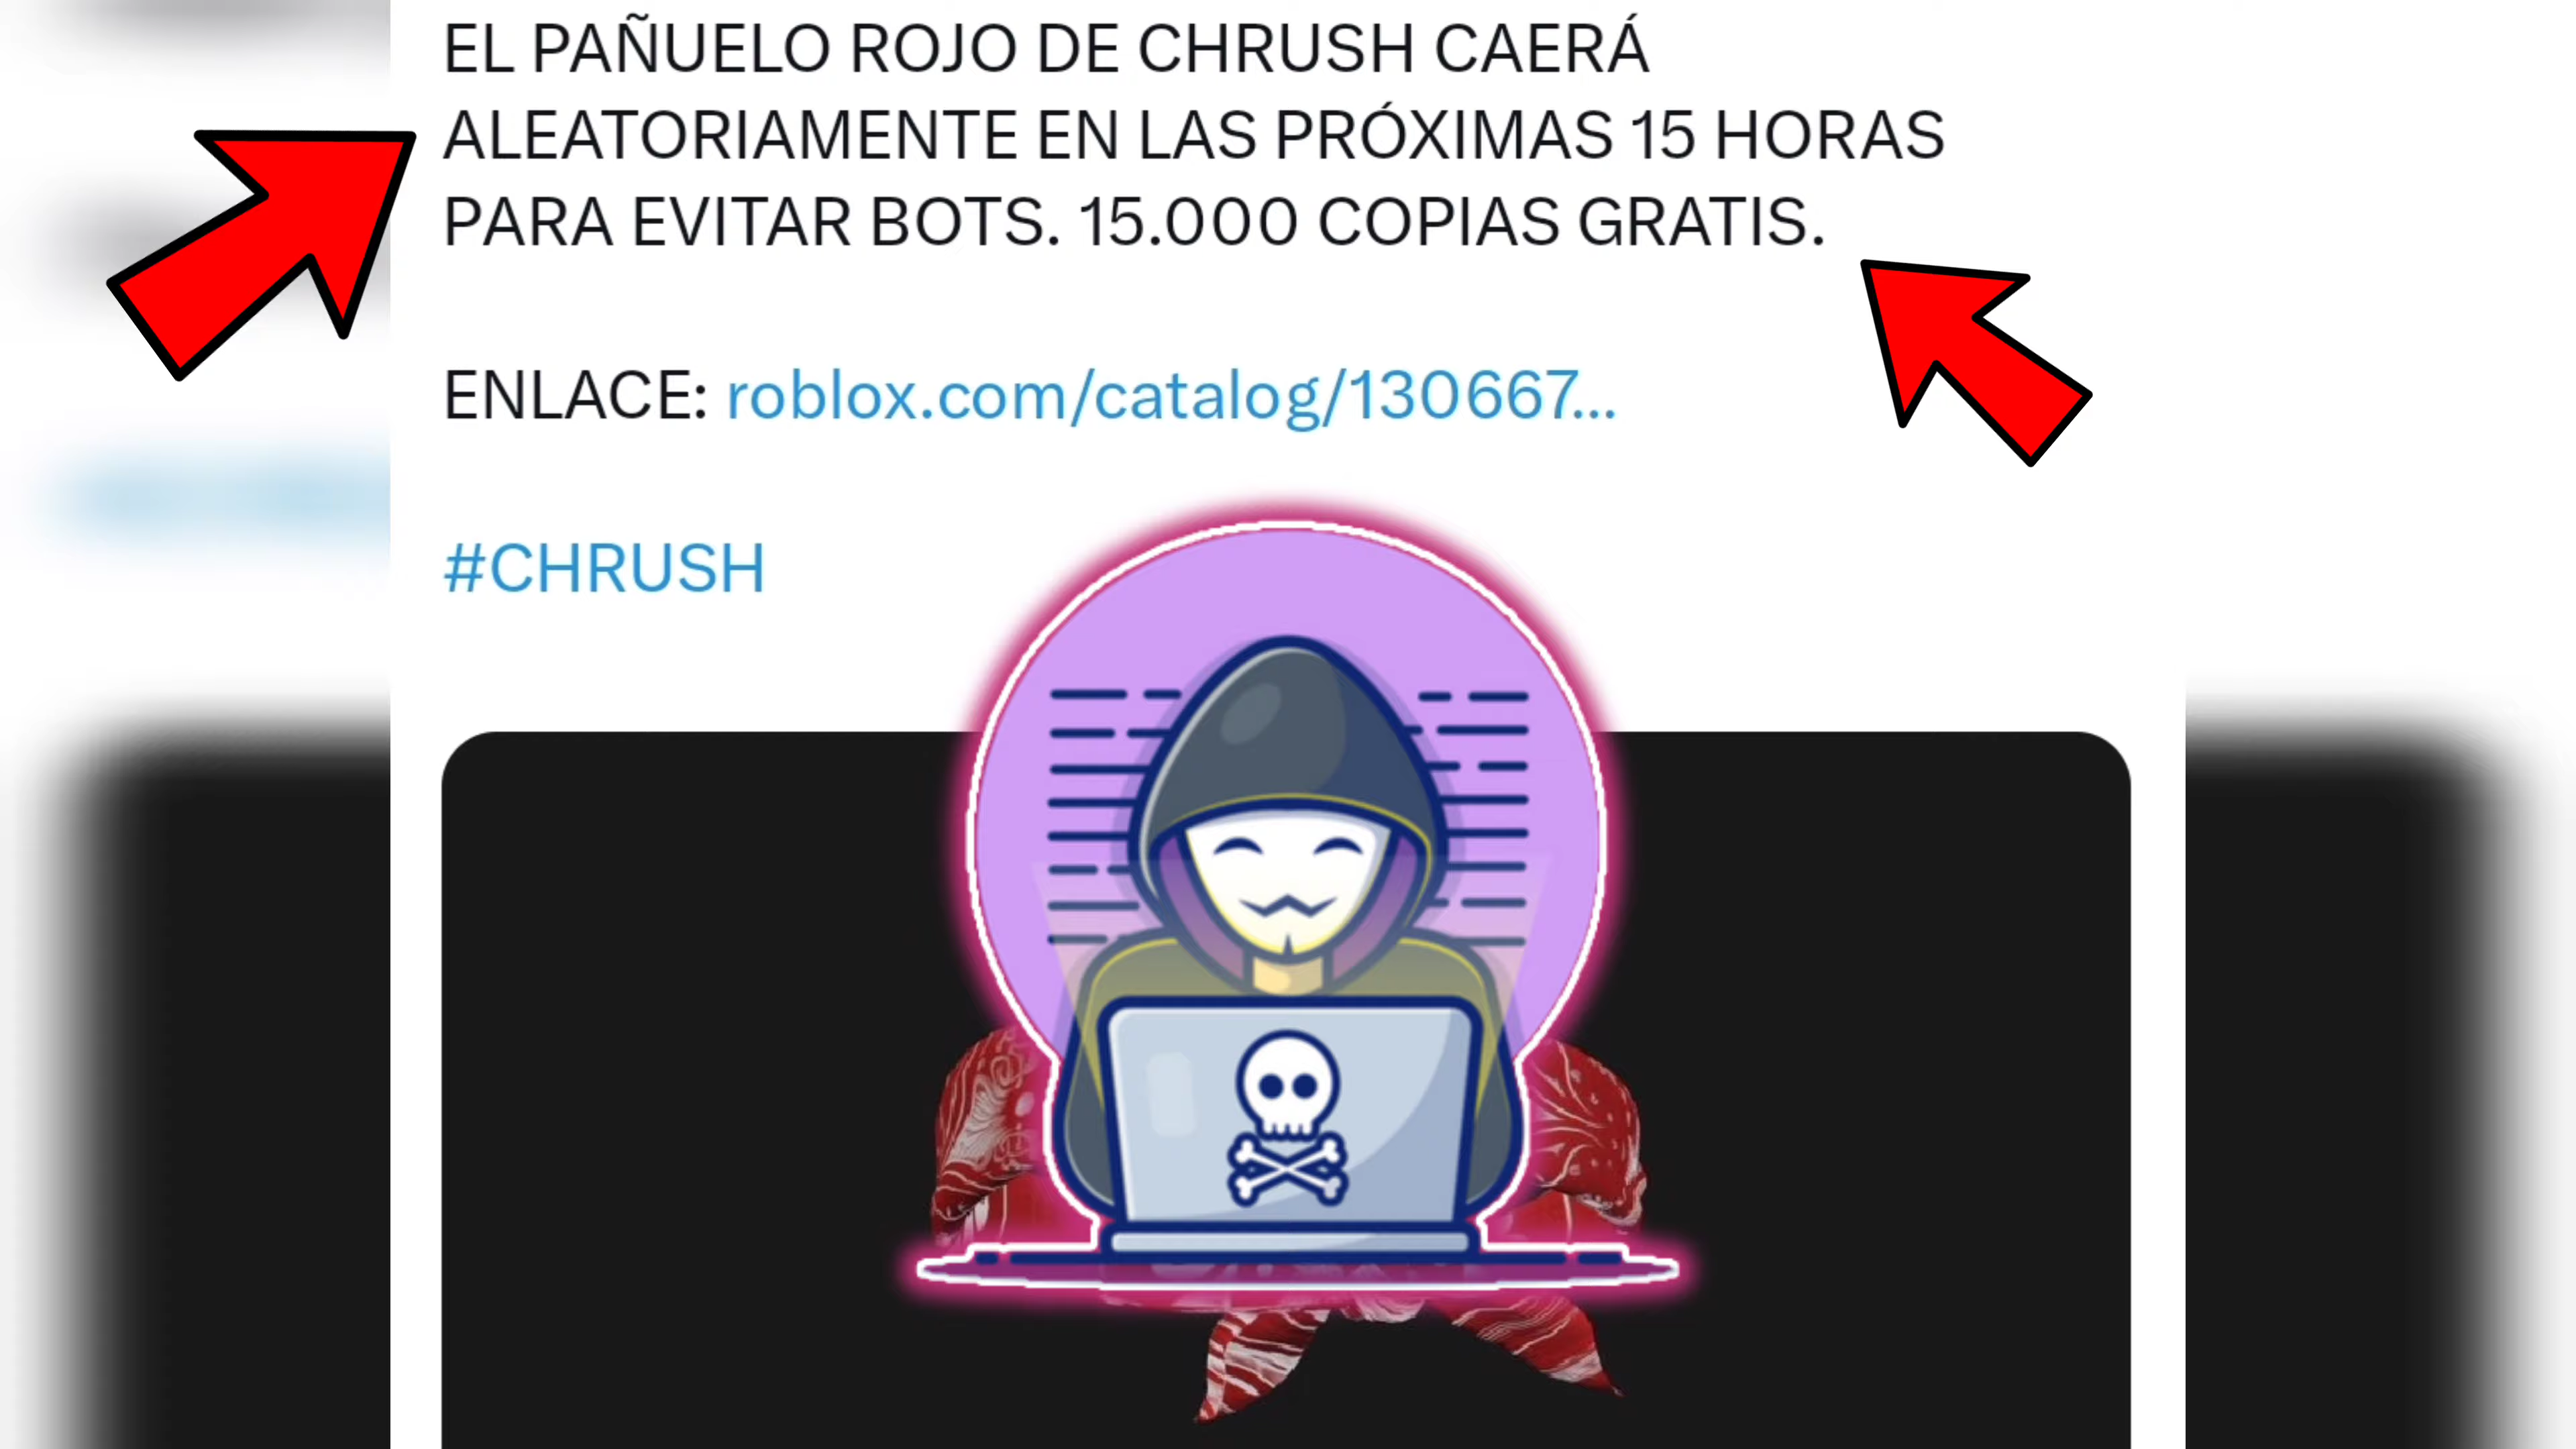 EL PAÑUELO ROJO DE CHRUSH CAERÁ
ALEATORIAMENTE EN LAS PRÓXIMAS 15 HORAS
PARA EVITAR BOTS. 15.000 COPIAS GRATIS.
ENLACE: roblox.com/catalog/130667...
#CHRUSH